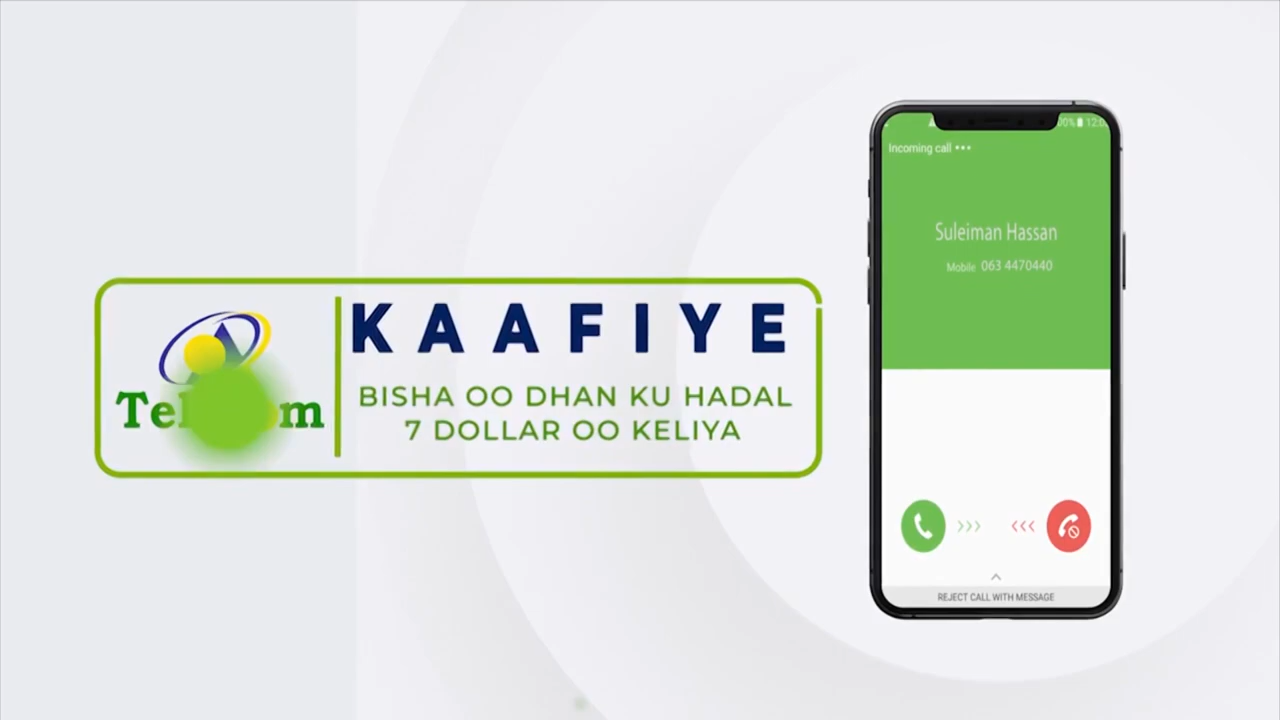 KAAFIYE
BISHA OO DHAN KU HADAL
7 DOLLAR OO KELIYA
Incoming call •••
Suleiman Hassan
Mobile 063 4470440
REJECT CALL WITH MESSAGE